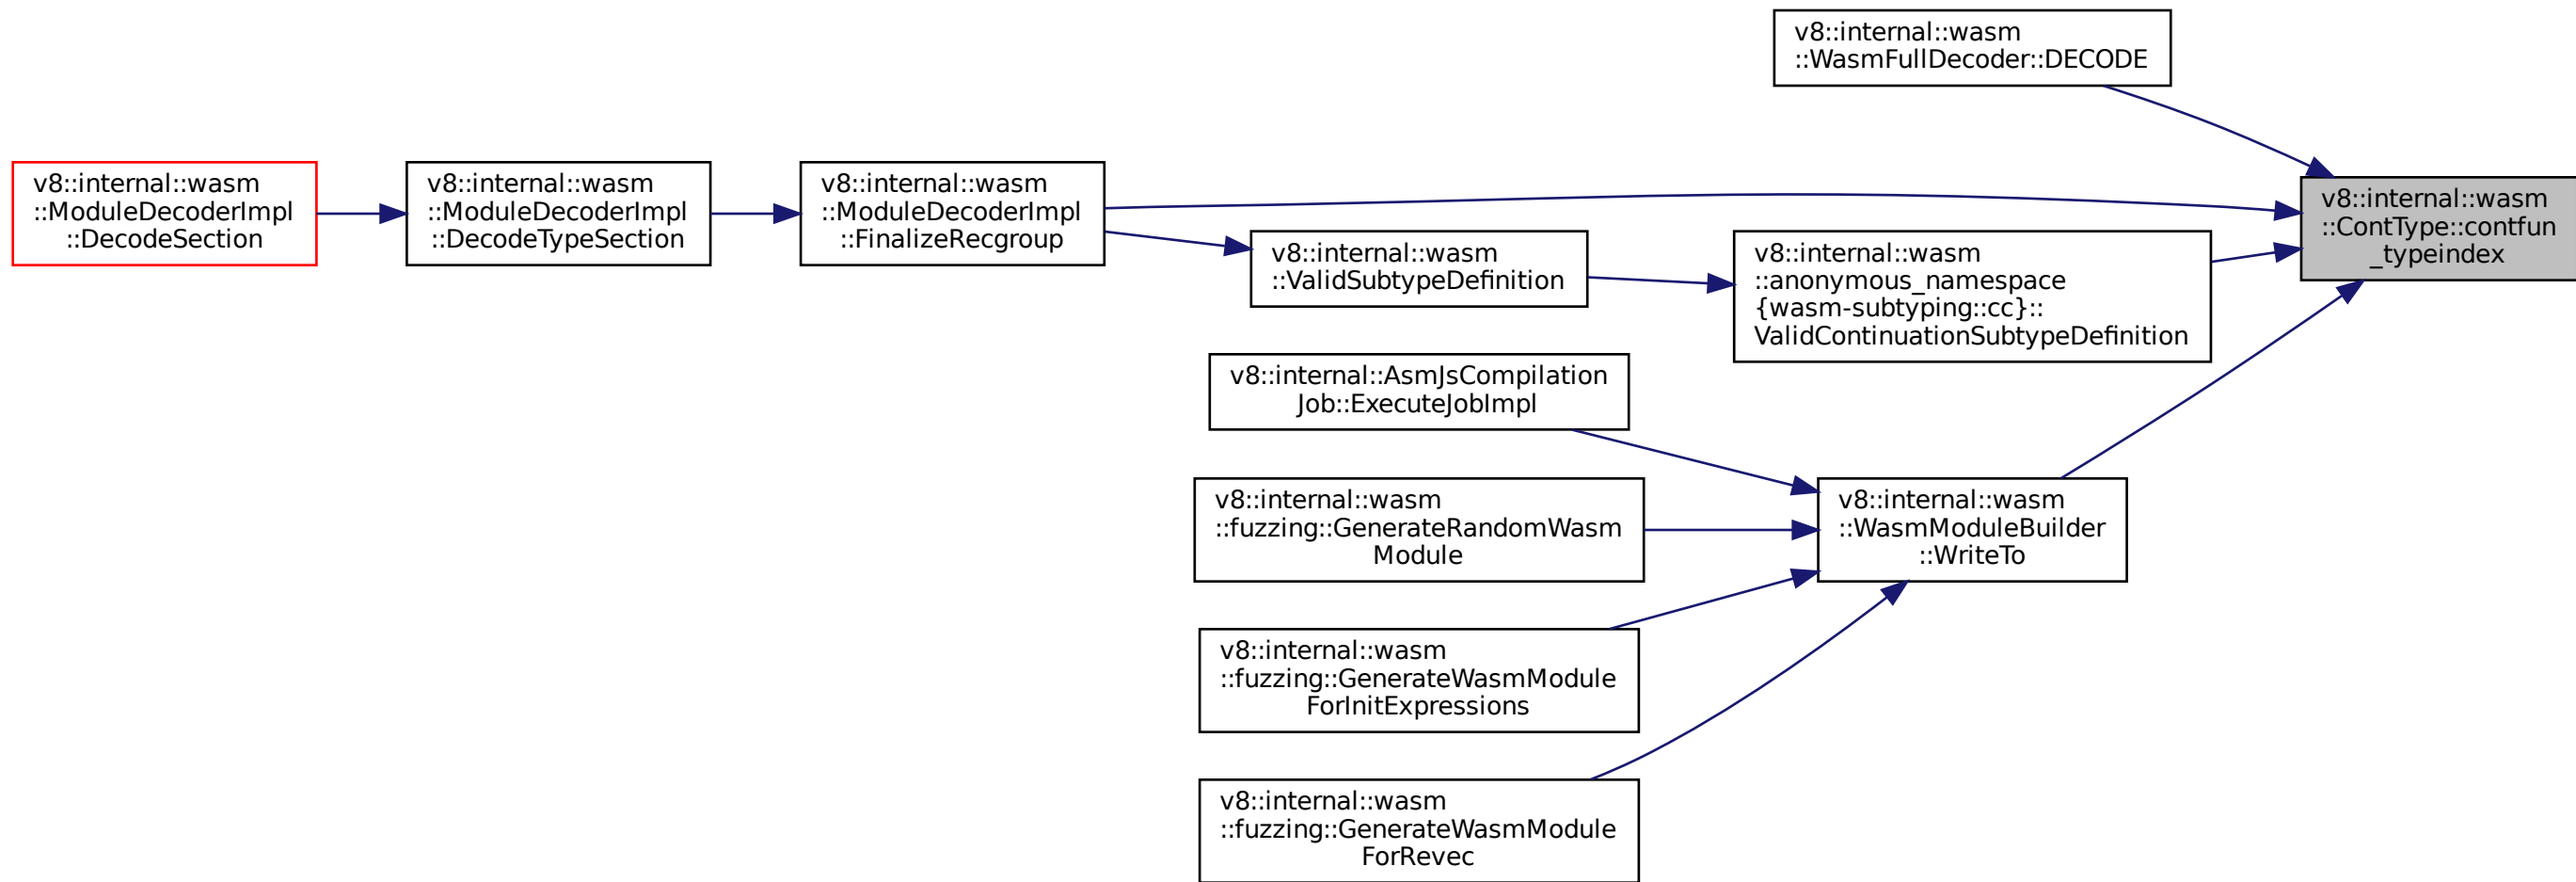 v8::internal::wasm
::WasmFullDecoder::DECODE
v8::internal::wasm
::ModuleDecoderImpl
::DecodeSection
v8::internal::wasm
::ModuleDecoderImpl
::DecodeTypeSection
v8::internal::wasm
::ModuleDecoderImpl
::FinalizeRecgroup
v8::internal::wasm
::ContType::contfun
_typeindex
v8::internal::wasm
::ValidSubtypeDefinition
v8::internal::wasm
::anonymous_namespace
{wasm-subtyping::cc}::
ValidContinuationSubtypeDefinition
v8::internal::AsmJsCompilation
Job::ExecuteJobImpl
v8::internal::wasm
::fuzzing::GenerateRandomWasm
Module
v8::internal::wasm
::WasmModuleBuilder
::WriteTo
v8::internal::wasm
::fuzzing::GenerateWasmModule
ForInitExpressions
v8::internal::wasm
::fuzzing::GenerateWasmModule
ForRevec